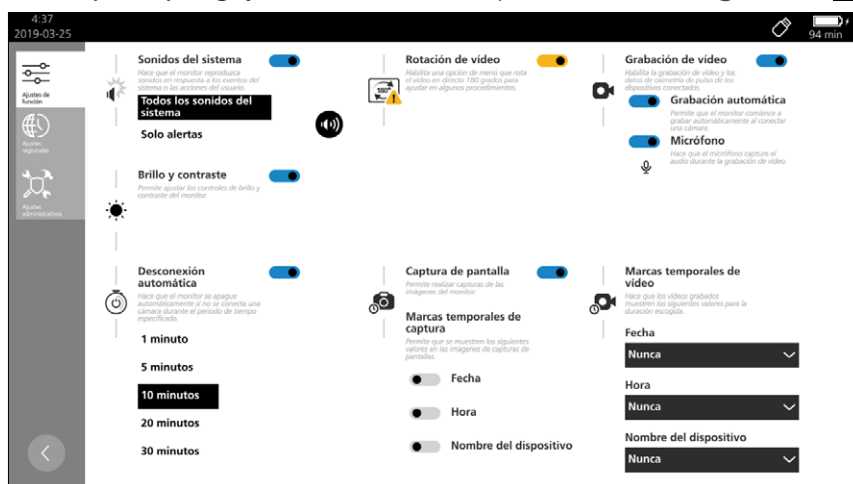 4:37
2019-03-25
94 min
Ajustes de
función
Ajustes
regionales
Ajustes
administrativos
Sonidos del sistema
Hace que el monitor reproduzca
sonidos en respuesta a los eventos del
sistema o las acciones del usuario.
Todos los sonidos del
sistema
Solo alertas
Brillo y contraste
Permite ajustar los controles de brillo y
contraste del monitor.
Desconexión
automática
Hace que el monitor se apague
automáticamente si no se conecta una
cámara durante el periodo de tiempo
especificado.
1 minuto
5 minutos
10 minutos
20 minutos
30 minutos
Rotación de vídeo
Habilita una opción de menú que rota
el vídeo en directo 180 grados para
ayudar en algunos procedimientos.
180°
Captura de pantalla
Permite realizar capturas de las
imágenes del monitor.
Marcas temporales de
captura
Permite que se muestren los siguientes
valores en las imágenes de capturas de
pantallas.
Fecha
Hora
Nombre del dispositivo
Grabación de vídeo
Habilita la grabación de vídeo y los
datos de oximetría de pulso de los
dispositivos conectados.
Grabación automática
Permite que el monitor comience a
grabar automáticamente al conectar
una cámara.
Micrófono
Hace que el micrófono capture el
audio durante la grabación de vídeo.
Marcas temporales de
vídeo
Hace que los vídeos grabados
muestren los siguientes valores para la
duración escogida.
Fecha
Nunca
Hora
Nunca
Nombre del dispositivo
Nunca